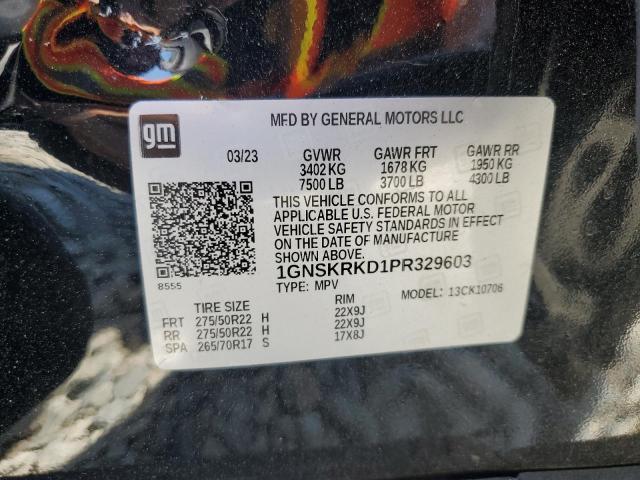 gm
MFD BY GENERAL MOTORS LLC
03/23 GVWR GAWR FRT GAWR RR
3402 KG 1678 KG 1950 KG
7500 LB 3700 LB 4300 LB
THIS VEHICLE CONFORMS TO ALL
APPLICABLE U.S. FEDERAL MOTOR
VEHICLE SAFETY STANDARDS IN EFFECT
ON THE DATE OF MANUFACTURE
SHOWN ABOVE.
8555
1GNSKRKD1PR329603
TYPE: MPV MODEL: 13CK10706
TIRE SIZE RIM
FRT 275/50R22 H 22X9J
RR 275/50R22 H 22X9J
SPA 265/70R17 S 17X8J